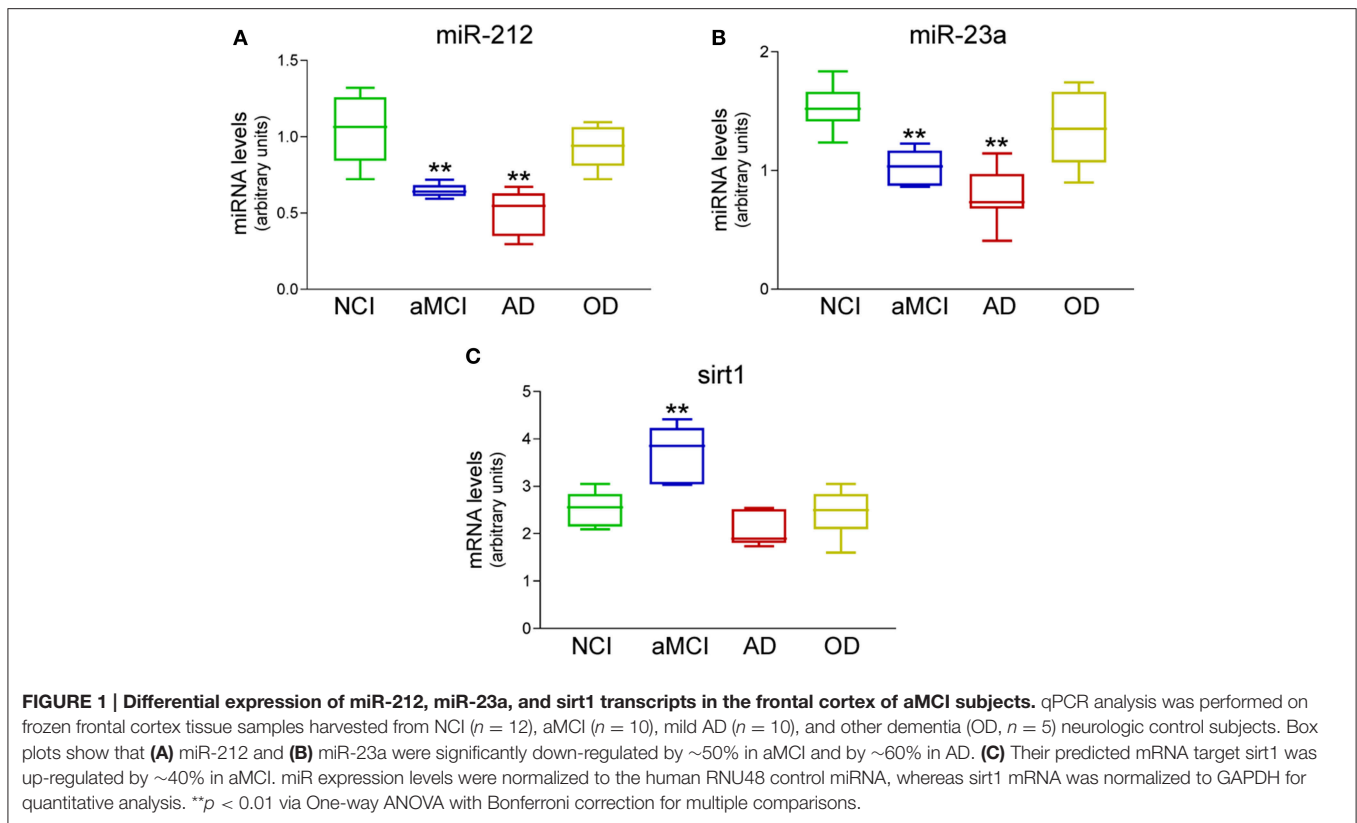 A
miR-212
miRNA levels
(arbitrary units)
1.5
1.0
0.5
0.0
**
**
NCI aMCI AD OD
B
miR-23a
miRNA levels
(arbitrary units)
2
1
0
**
**
NCI aMCI AD OD
C
sirt1
mRNA levels
(arbitrary units)
5
4
3
2
1
0
**
NCI aMCI AD OD
FIGURE 1 | Differential expression of miR-212, miR-23a, and sirt1 transcripts in the frontal cortex of aMCI subjects. qPCR analysis was performed on
frozen frontal cortex tissue samples harvested from NCI (n = 12), aMCI (n = 10), mild AD (n = 10), and other dementia (OD, n = 5) neurologic control subjects. Box
plots show that (A) miR-212 and (B) miR-23a were significantly down-regulated by ~50% in aMCI and by ~60% in AD. (C) Their predicted mRNA target sirt1 was
up-regulated by ~40% in aMCI. miR expression levels were normalized to the human RNU48 control miRNA, whereas sirt1 mRNA was normalized to GAPDH for
quantitative analysis. **p < 0.01 via One-way ANOVA with Bonferroni correction for multiple comparisons.